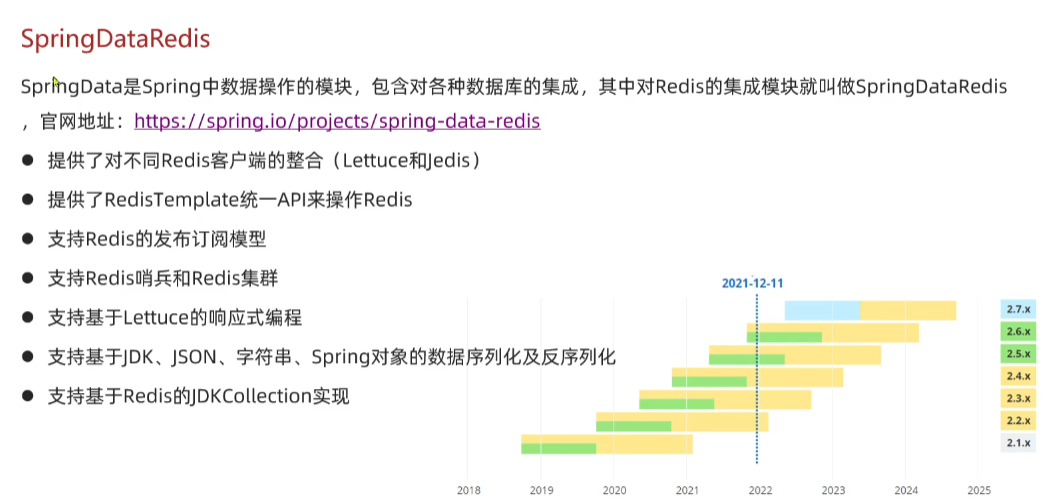 SpringDataRedis
SpringData是Spring中数据操作的模块，包含对各种数据库的集成，其中对Redis的集成模块就叫做SpringDataRedis
，官网地址：https://spring.io/projects/spring-data-redis
● 提供了对不同Redis客户端的整合（Lettuce和Jedis）
● 提供了RedisTemplate统一API来操作Redis
● 支持Redis的发布订阅模型
● 支持Redis哨兵和Redis集群
● 支持基于Lettuce的响应式编程
● 支持基于JDK、JSON、字符串、Spring对象的数据序列化及反序列化
● 支持基于Redis的JDKCollection实现
2021-12-11
2.7.x
2.6.x
2.5.x
2.4.x
2.3.x
2.2.x
2.1.x
2018 2019 2020 2021 2022 2023 2024 2025